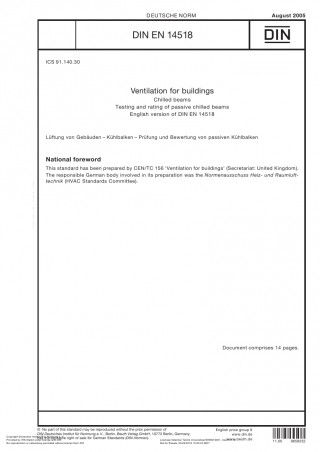 DEUTSCHE NORM
August 2005
DIN EN 14518
DIN
ICS 91.140.30
Ventilation for buildings
Chilled beams
Testing and rating of passive chilled beams
English version of DIN EN 14518
Lüftung von Gebäuden – Kühlbalken – Prüfung und Bewertung von passiven Kühlbalken
National foreword
This standard has been prepared by CEN/TC 156 ‘Ventilation for buildings’ (Secretariat: United Kingdom).
The responsible German body involved in its preparation was the Normenausschuss Heiz- und Raumluft-
technik (HVAC Standards Committee).
Document comprises 14 pages.
© No part of this standard may be reproduced without the prior permission of
DIN Deutsches Institut für Normung e.V., Berlin. Beuth Verlag GmbH, 10772 Berlin, Germany,
has the exclusive right of sale for German Standards (DIN-Normen).
English price group 9
www.din.de
www.beuth.de